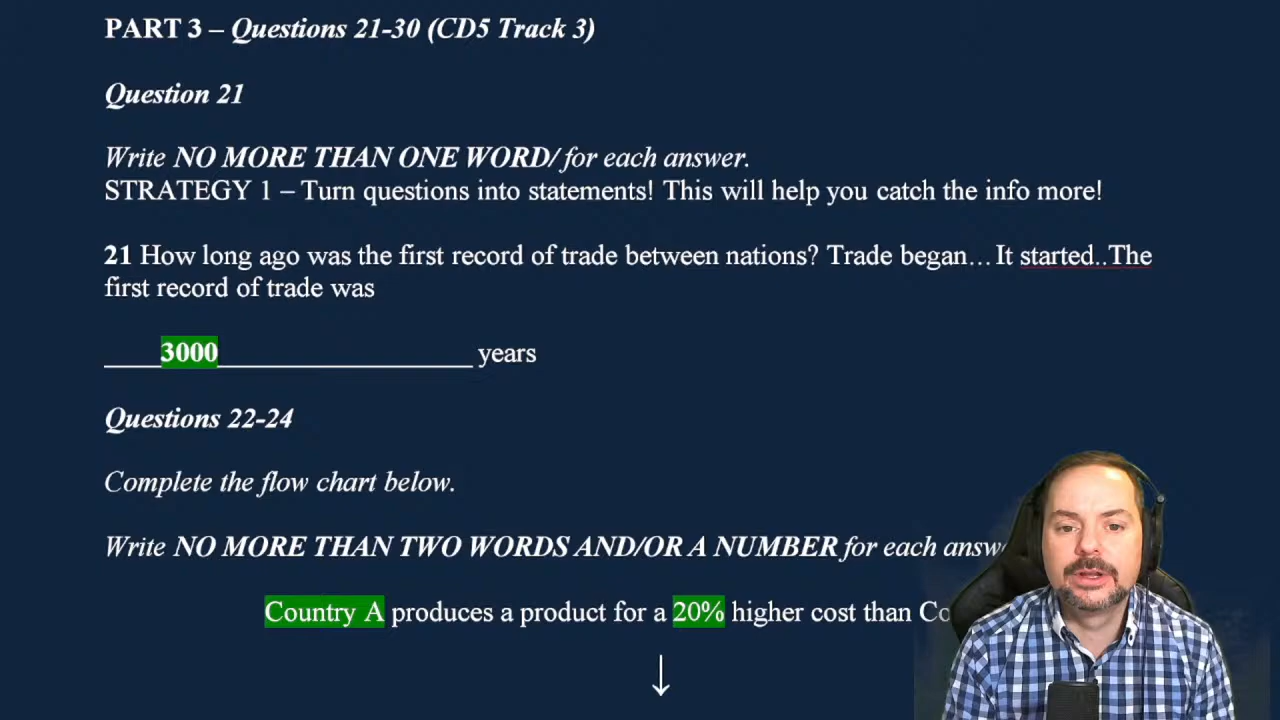 PART 3 – Questions 21-30 (CD5 Track 3)
Question 21
Write NO MORE THAN ONE WORD/ for each answer.
STRATEGY 1 – Turn questions into statements! This will help you catch the info more!
21 How long ago was the first record of trade between nations? Trade began… It started..The
first record of trade was
____3000__________________ years
Questions 22-24
Complete the flow chart below.
Write NO MORE THAN TWO WORDS AND/OR A NUMBER for each
Country A produces a product for a 20% higher cost than
↓